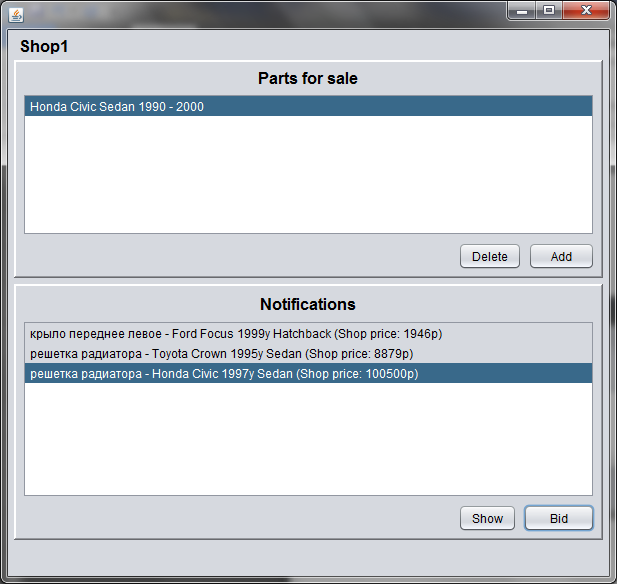 Shop1
Parts for sale
Honda Civic Sedan 1990 - 2000
Delete
Add
Notifications
крыло переднее левое - Ford Focus 1999y Hatchback (Shop price: 1946р)
решетка радиатора - Toyota Crown 1995y Sedan (Shop price: 8879р)
решетка радиатора - Honda Civic 1997y Sedan (Shop price: 100500р)
Show
Bid